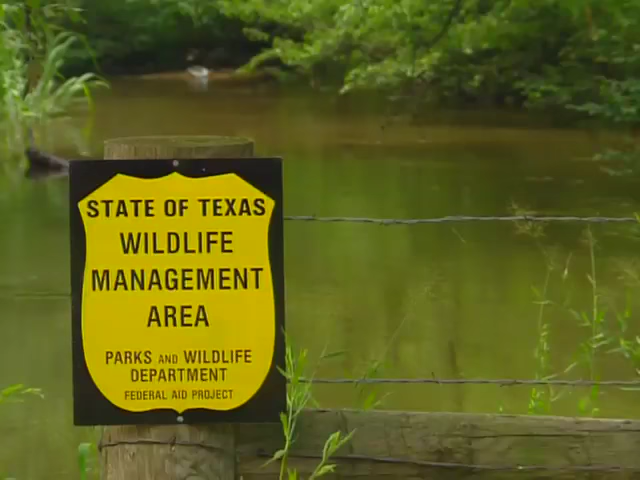 STATE OF TEXAS
WILDLIFE
MANAGEMENT
AREA
PARKS AND WILDLIFE
DEPARTMENT
FEDERAL AID PROJECT